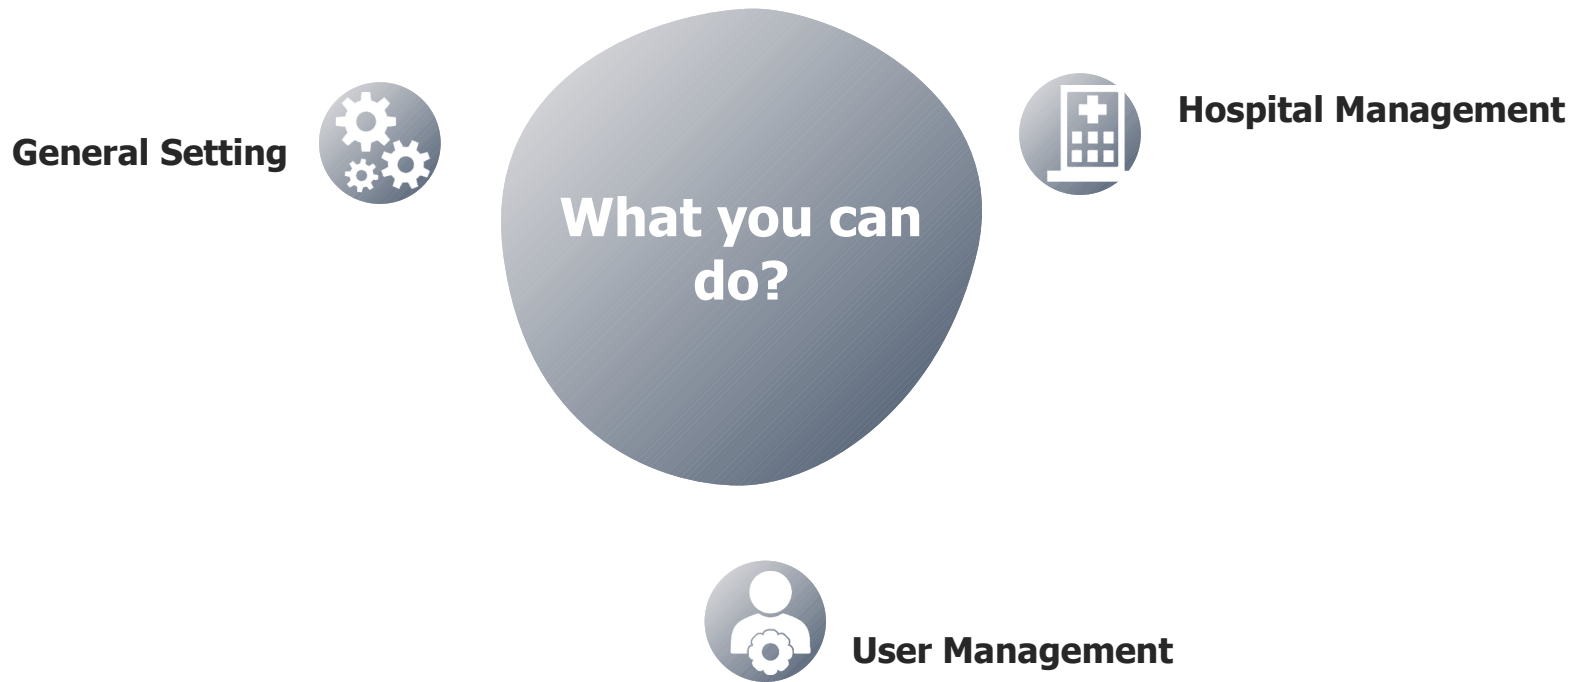 Hospital Management
General Setting
What you can
do?
User Management